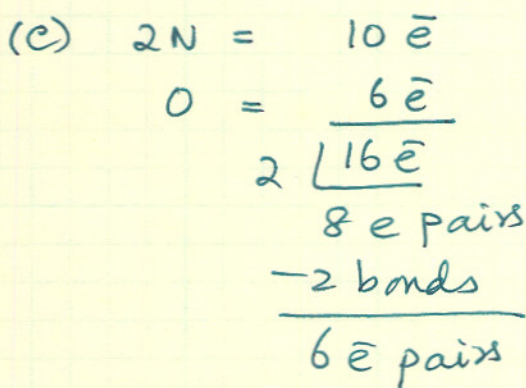 (c) 2N = 10 ē
O = 6 ē
2 16 ē
8 e pairs
-2 bonds
6 ē pairs